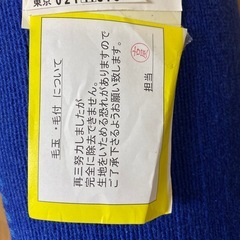 東京
毛玉・毛付 について
再三努力しましたが
完全に除去できません。
生地をいためる恐れがありますので
ご了承下さるようお願い致します。
担当